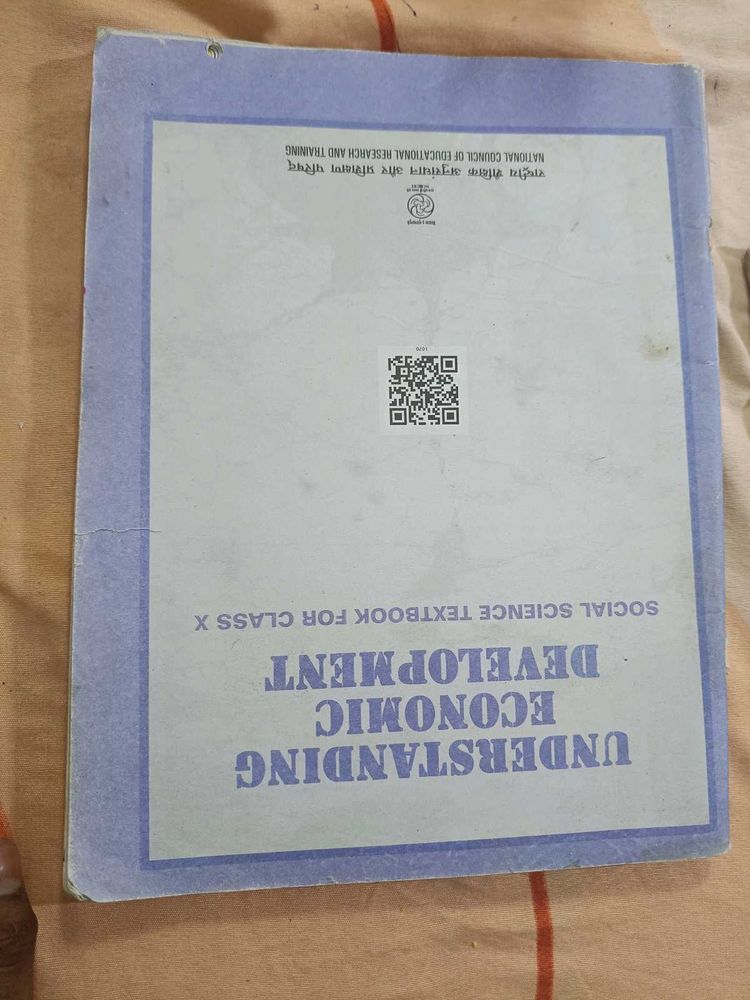 UNDERSTANDING
ECONOMIC
DEVELOPMENT
SOCIAL SCIENCE TEXTBOOK FOR CLASS X
1070
राष्ट्रीय शैक्षिक अनुसंधान और प्रशिक्षण परिषद्
NATIONAL COUNCIL OF EDUCATIONAL RESEARCH AND TRAINING